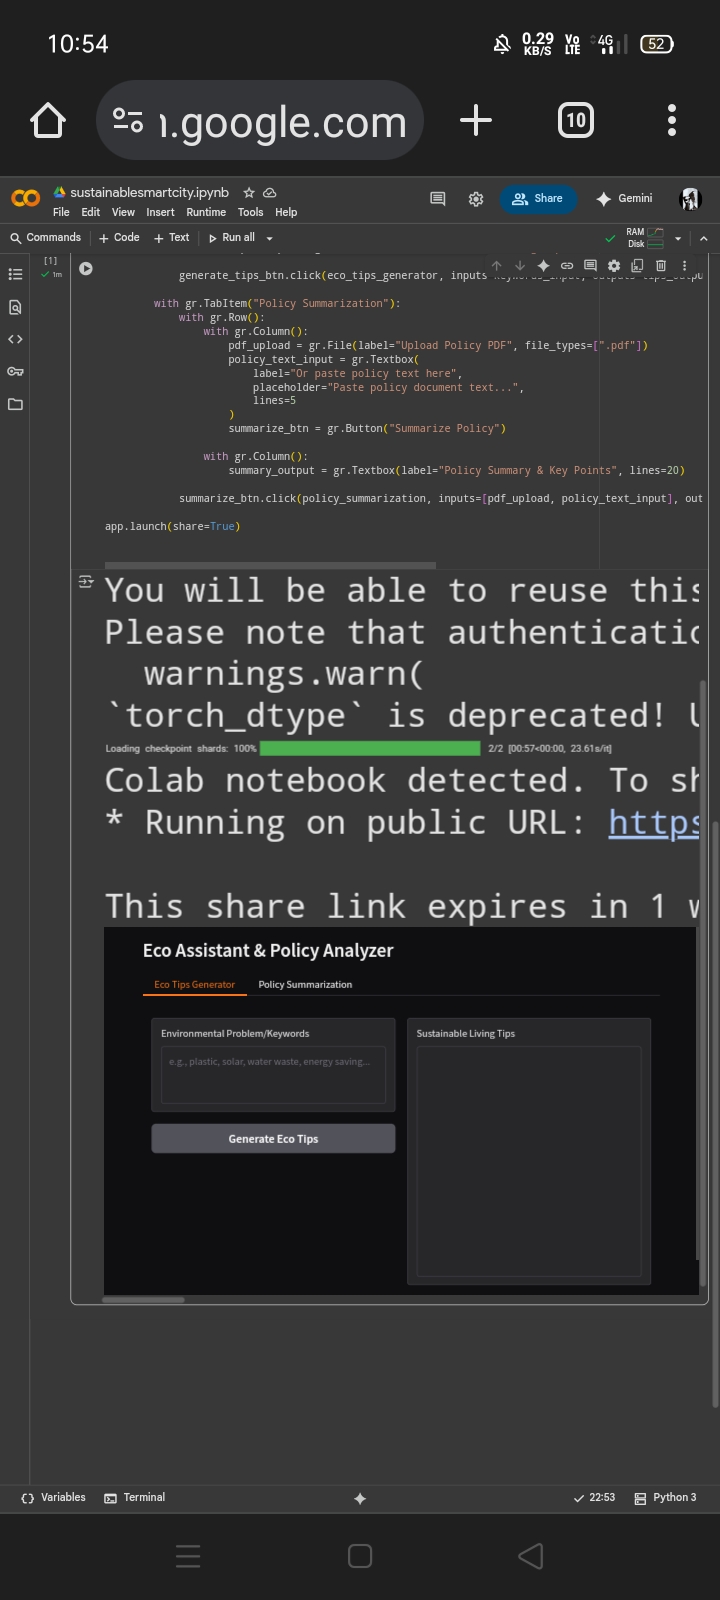 10:54
0.29 KB/S
Vo LTE
4G
52
.google.com
10
sustainablesmartcity.ipynb
Share
Gemini
File Edit View Insert Runtime Tools Help
Commands + Code + Text Run all
RAM
Disk
[1]
1m
generate_tips_btn.click(eco_tips_generator, inputs
with gr.TabItem("Policy Summarization"):
with gr.Row():
with gr.Column():
pdf_upload = gr.File(label="Upload Policy PDF", file_types=[".pdf"])
policy_text_input = gr.Textbox(
label="Or paste policy text here",
placeholder="Paste policy document text...",
lines=5
)
summarize_btn = gr.Button("Summarize Policy")
with gr.Column():
summary_output = gr.Textbox(label="Policy Summary & Key Points", lines=20)
summarize_btn.click(policy_summarization, inputs=[pdf_upload, policy_text_input], out
app.launch(share=True)
You will be able to reuse this
Please note that authenticatio
warnings.warn(
`torch_dtype` is deprecated! U
Loading checkpoint shards: 100% 2/2 [00:57<00:00, 23.61s/it]
Colab notebook detected. To sh
* Running on public URL: https
This share link expires in 1 w
Eco Assistant & Policy Analyzer
Eco Tips Generator Policy Summarization
Environmental Problem/Keywords
Sustainable Living Tips
e.g., plastic, solar, water waste, energy saving...
Generate Eco Tips
Variables Terminal
22:53 Python 3